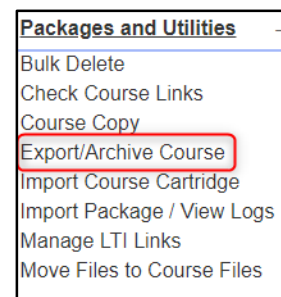 Packages and Utilities
Bulk Delete
Check Course Links
Course Copy
Export/Archive Course
Import Course Cartridge
Import Package / View Logs
Manage LTI Links
Move Files to Course Files